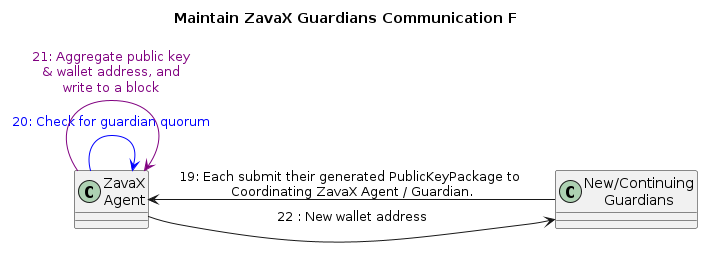 Maintain ZavaX Guardians Communication F
21: Aggregate public key
& wallet address, and
write to a block
20: Check for guardian quorum
19: Each submit their generated PublicKeyPackage to
Coordinating ZavaX Agent / Guardian.
22 : New wallet address
C
ZavaX
Agent
C
New/Continuing
Guardians